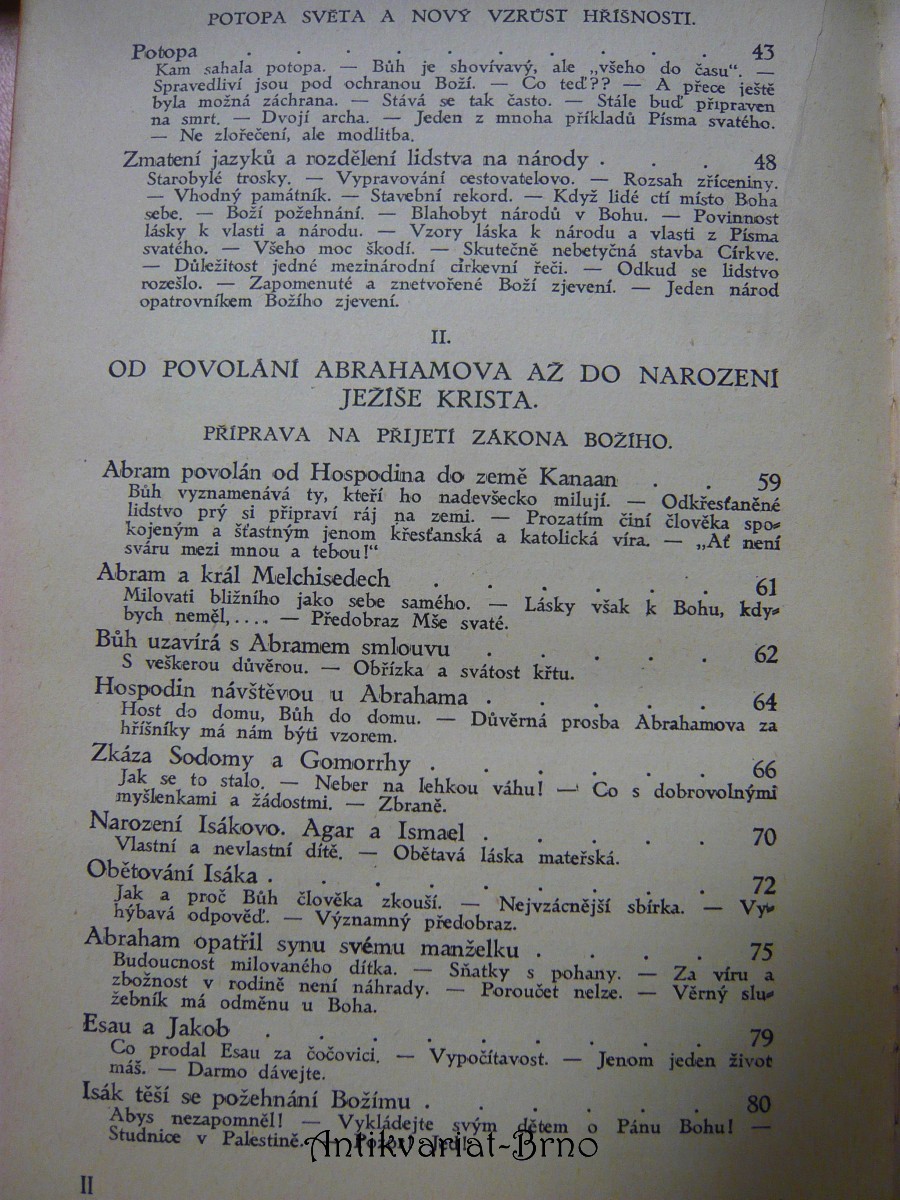 POTOPA SVĚTA A NOVÝ VZRŮST HŘÍŠNOSTI.
Potopa . . . . . . . . . . 43
Kam sahala potopa. — Bůh je shovívavý, ale „všeho do času“. —
Spravedliví jsou pod ochranou Boží. — Co teď?? — A přece ještě
byla možná záchrana. — Stává se tak často. — Stále buď připraven
na smrt. — Dvojí archa. — Jeden z mnoha příkladů Písma svatého.
— Ne zlořečení, ale modlitba.
Zmatení jazyků a rozdělení lidstva na národy . . . 48
Starobylé trosky. — Vypravování cestovatelovo. — Rozsah zříceniny.
— Vhodný památník. — Stavební rekord. — Když lidé ctí místo Boha
sebe. — Boží požehnání. — Blahobyt národů v Bohu. — Povinnost
lásky k vlasti a národu. — Vzory láska k národu a vlasti z Písma
svatého. — Všeho moc škodí. — Skutečně nebetyčná stavba Církve.
— Důležitost jedné mezinárodní církevní řeči. — Odkud se lidstvo
rozešlo. — Zapomenuté a znetvořené Boží zjevení. — Jeden národ
opatrovníkem Božího zjevení.
II.
OD POVOLÁNÍ ABRAHAMOVA AŽ DO NAROZENÍ
JEŽÍŠE KRISTA.
PŘÍPRAVA NA PŘIJETÍ ZÁKONA BOŽÍHO.
Abram povolán od Hospodina do země Kanaan . . 59
Bůh vyznamenává ty, kteří ho nadevšecko milují. — Odkřesťaněné
lidstvo prý si připraví ráj na zemi. — Prozatím činí člověka spo-
kojeným a šťastným jenom křesťanská a katolická víra. — „Ať není
sváru mezi mnou a tebou!“
Abram a král Melchisedech . . . . . . 61
Milovati bližního jako sebe samého. — Lásky však k Bohu, kdy-
bych neměl,.... — Předobraz Mše svaté.
Bůh uzavírá s Abramem smlouvu . . . . . 62
S veškerou důvěrou. — Obřízka a svátost křtu.
Hospodin návštěvou u Abrahama . . . . . 64
Host do domu, Bůh do domu. — Důvěrná prosba Abrahamova za
hříšníky má nám býti vzorem.
Zkáza Sodomy a Gomorrhy . . . . . . 66
Jak se to stalo. — Neber na lehkou váhu! — Co s dobrovolnými
myšlenkami a žádostmi. — Zbraně.
Narození Isákovo. Agar a Ismael . . . . . 70
Vlastní a nevlastní dítě. — Obětavá láska mateřská.
Obětování Isáka . . . . . . . . . 72
Jak a proč Bůh člověka zkouší. — Nejvzácnější sbírka. — Vy-
hýbavá odpověď. — Významný předobraz.
Abraham opatřil synu svému manželku . . . . 75
Budoucnost milovaného dítka. — Sňatky s pohany. — Za víru a
zbožnost v rodině není náhrady. — Poroučet nelze. — Věrný slu-
žebník má odměnu u Boha.
Esau a Jakob . . . . . . . . . 79
Co prodal Esau za čočovici. — Vypočítavost. — Jenom jeden život
máš. — Darmo dávejte.
Isák těší se požehnání Božímu . . . . . . 80
Abys nezapomněl! — Vykládejte svým dětem o Pánu Bohu! —
Studnice v Palestině. —
Antikvariat-Brno
II